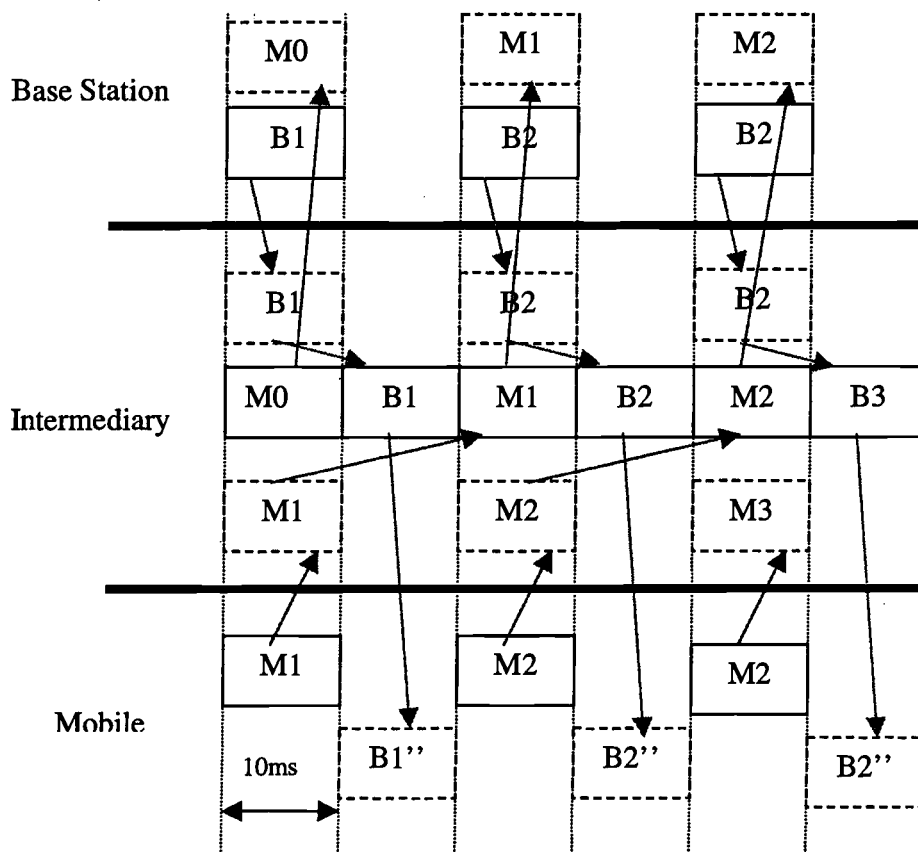 M0 M1 M2
Base Station
B1 B2 B2
B1 B2 B2
Intermediary
M0 B1 M1 B2 M2 B3
M1 M2 M3
M1 M2 M2
Mobile
B1’’ B2’’ B2’’
10ms